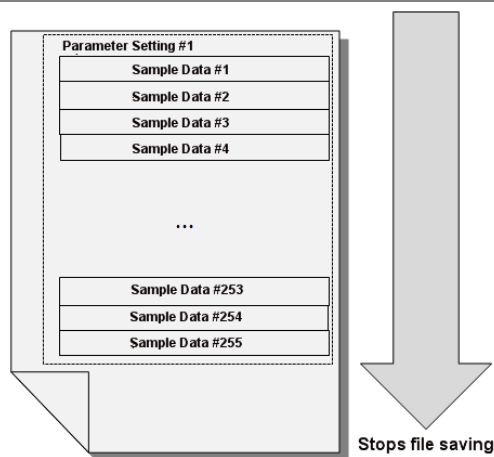 Parameter Setting #1
Sample Data #1
Sample Data #2
Sample Data #3
Sample Data #4
...
Sample Data #253
Sample Data #254
Sample Data #255
Stops file saving